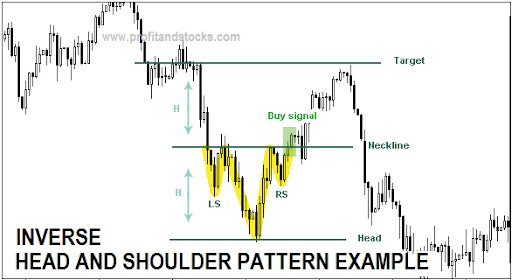 www.profitandstocks.com
Target
H
Buy signal
Neckline
H
LS
RS
Head
INVERSE
HEAD AND SHOULDER PATTERN EXAMPLE